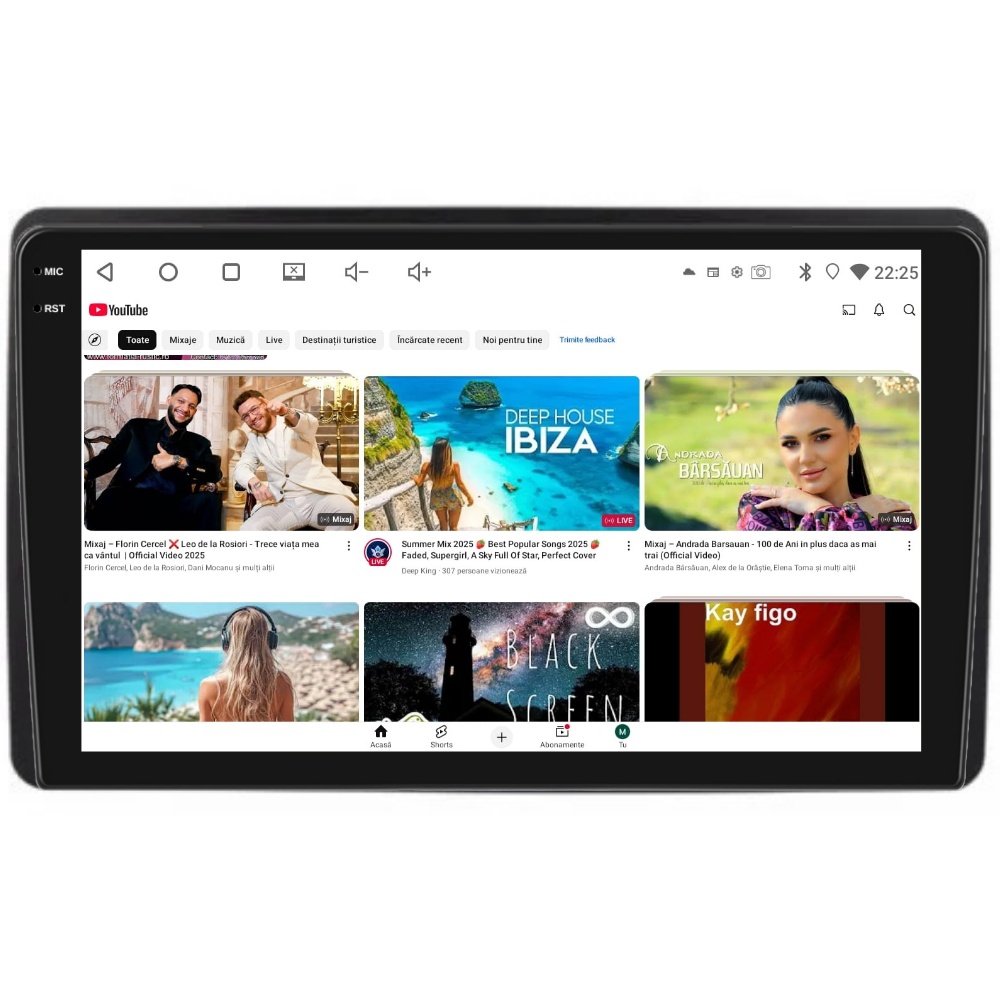 MIC
22:25
RST
YouTube
Toate
Mixaje
Muzică
Live
Destinații turistice
Încărcate recent
Noi pentru tine
Trimite feedback
DEEP HOUSE
IBIZA
ANDRADA
BÂRSĂUAN
Mixaj
LIVE
Mixaj
Mixaj – Florin Cercel ❌ Leo de la Rosiori - Trece viața mea
ca vântul | Official Video 2025
Florin Cercel, Leo de la Rosiori, Dani Mocanu și mulți alții
LIVE
Summer Mix 2025 🍓 Best Popular Songs 2025 🍓
Faded, Supergirl, A Sky Full Of Star, Perfect Cover
Deep King · 307 persoane vizionează
Mixaj – Andrada Barsauan - 100 de Ani in plus daca as mai
trai (Official Video)
Andrada Bârsăuan, Alex de la Orăștie, Elena Toma și mulți alții
BLACK
SCREEN
Kay figo
Acasă
Shorts
Abonamente
M
Tu